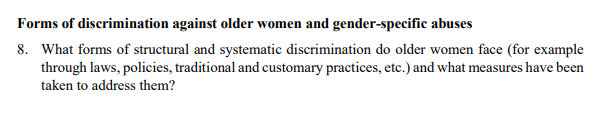 Forms of discrimination against older women and gender-specific abuses
8. What forms of structural and systematic discrimination do older women face (for example
through laws, policies, traditional and customary practices, etc.) and what measures have been
taken to address them?